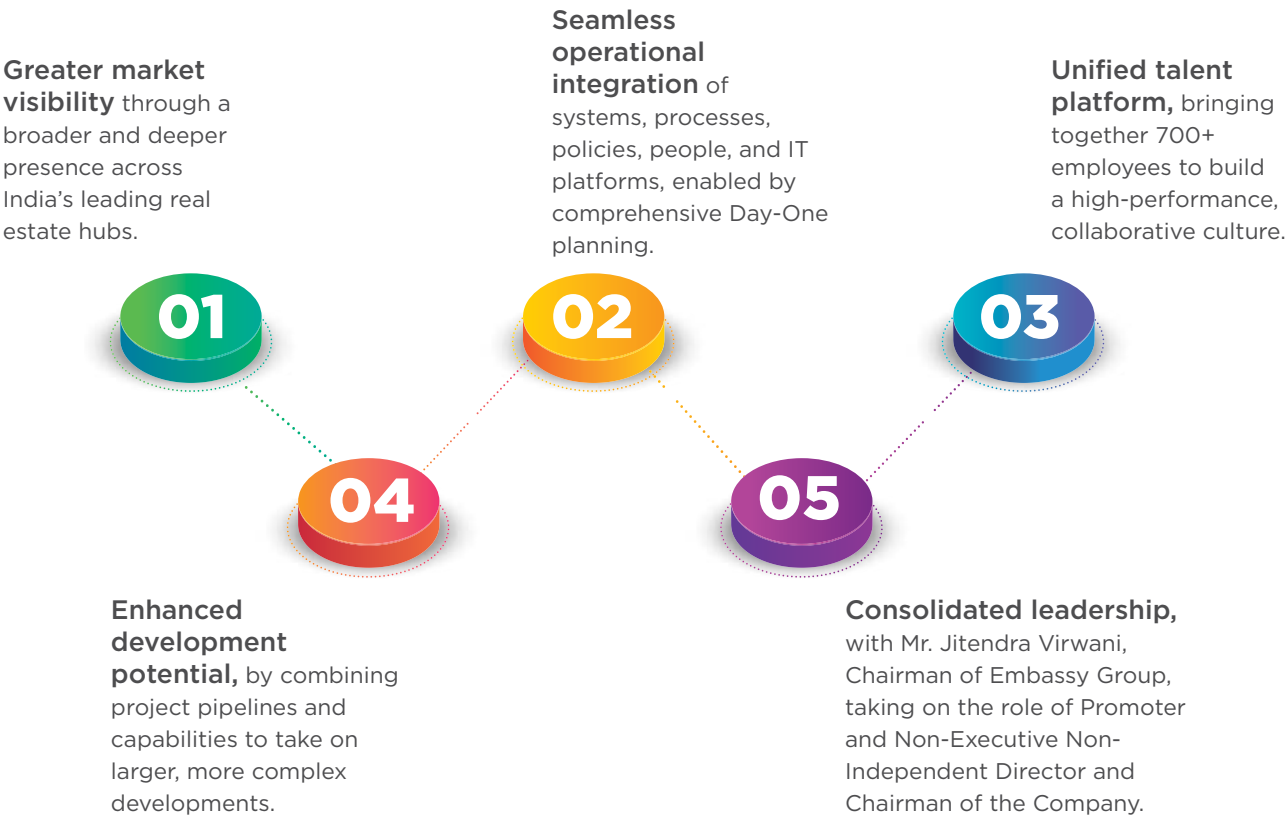 Greater market
visibility through a
broader and deeper
presence across
India's leading real
estate hubs.
01
Seamless
operational
integration of
systems, processes,
policies, people, and IT
platforms, enabled by
comprehensive Day-One
planning.
02
Unified talent
platform, bringing
together 700+
employees to build
a high-performance,
collaborative culture.
03
04
Enhanced
development
potential, by combining
project pipelines and
capabilities to take on
larger, more complex
developments.
05
Consolidated leadership,
with Mr. Jitendra Virwani,
Chairman of Embassy Group,
taking on the role of Promoter
and Non-Executive Non-
Independent Director and
Chairman of the Company.